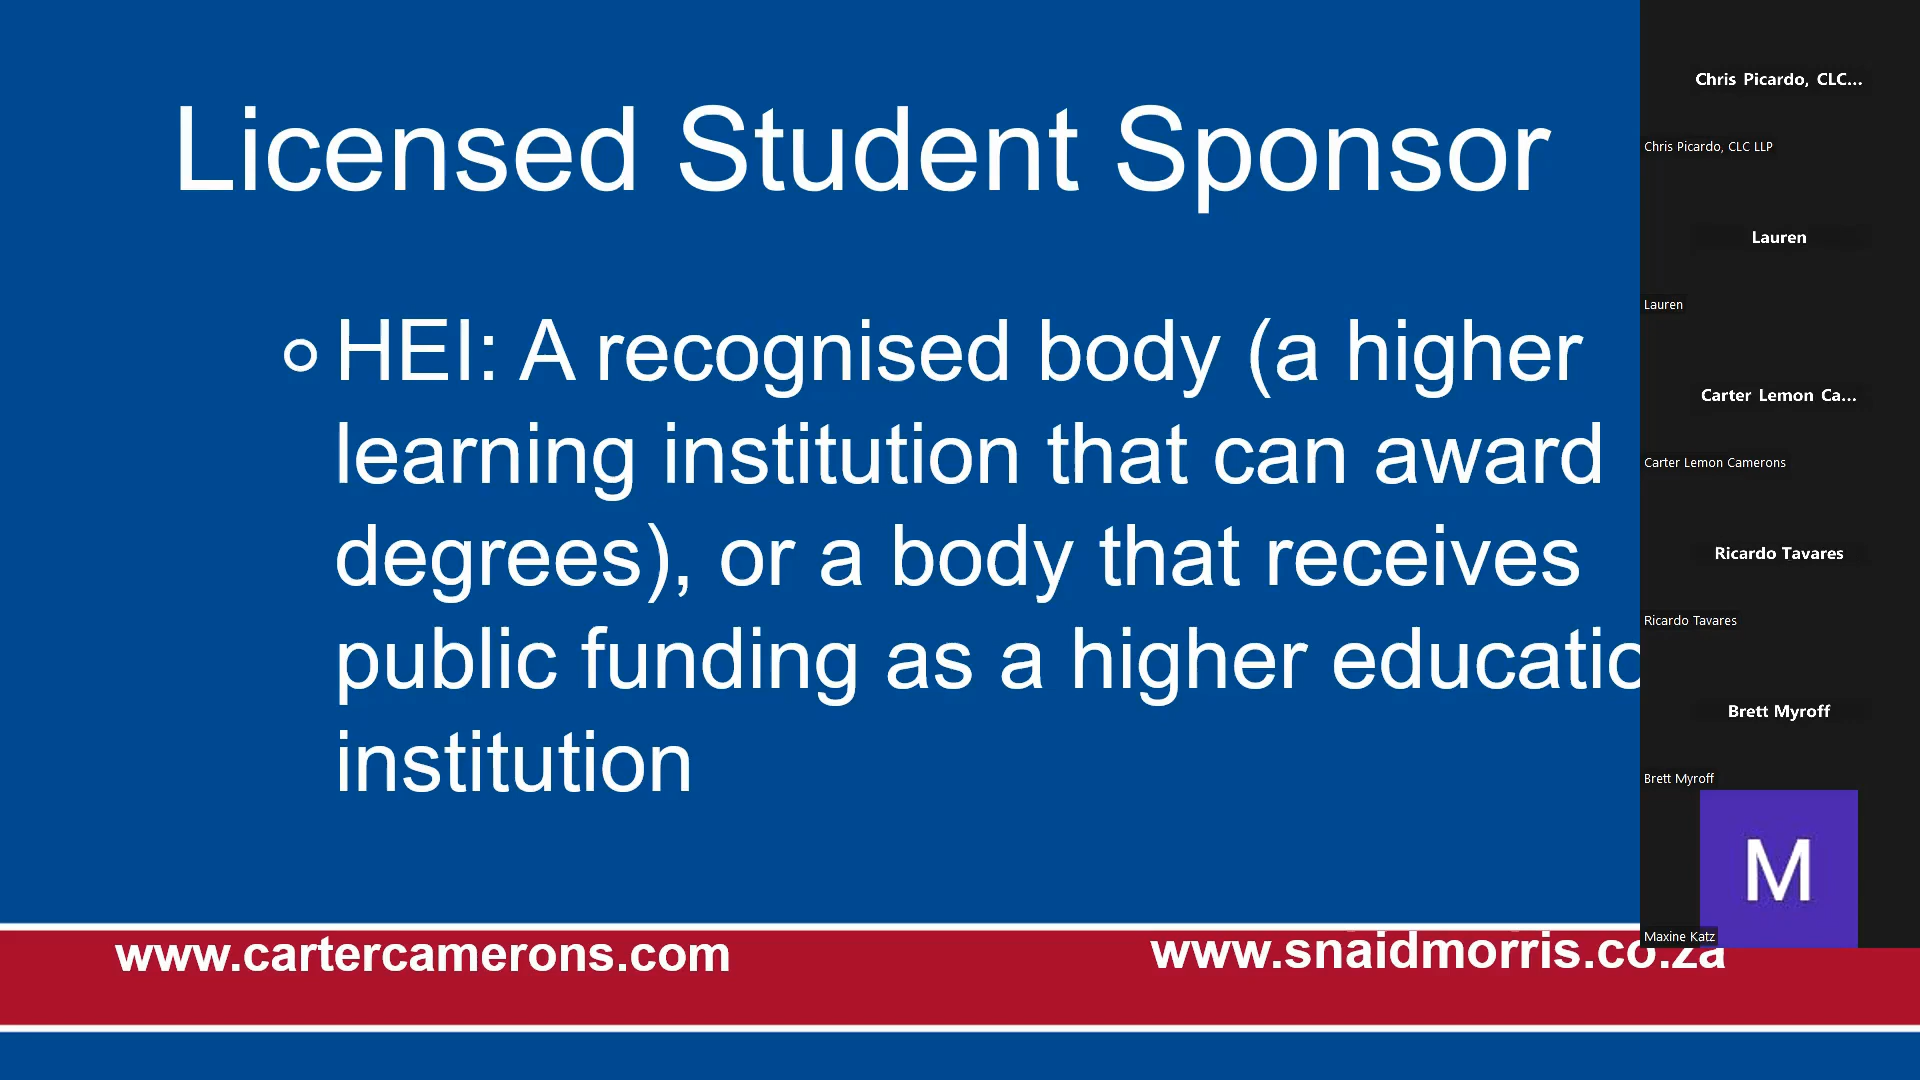 Licensed Student Sponsor
HEI: A recognised body (a higher
learning institution that can award
degrees), or a body that receives
public funding as a higher educatio
institution
www.cartercamerons.com
www.snaidmorris.co.za
Chris Picardo, CLC...
Chris Picardo, CLC LLP
Lauren
Lauren
Carter Lemon Ca...
Carter Lemon Camerons
Ricardo Tavares
Ricardo Tavares
Brett Myroff
Brett Myroff
M
Maxine Katz